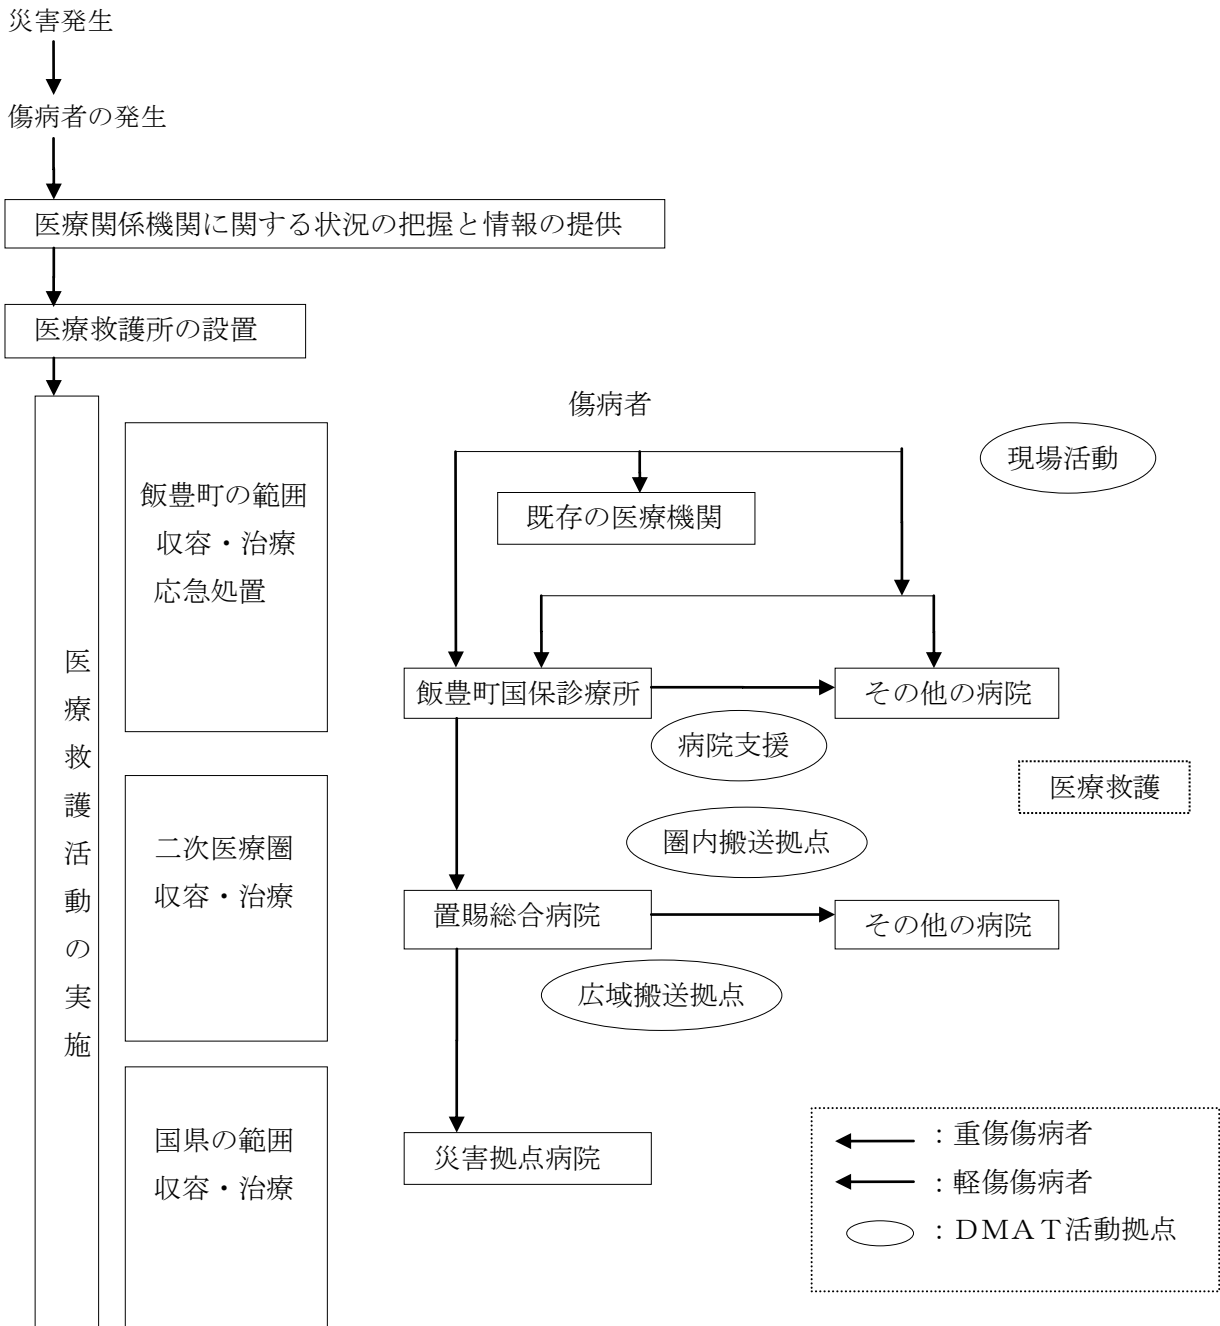 災害発生
傷病者の発生
医療関係機関に関する状況の把握と情報の提供
医療救護所の設置
医療救護活動の実施
飯豊町の範囲
収容・治療
応急処置
二次医療圏
収容・治療
国県の範囲
収容・治療
傷病者
現場活動
既存の医療機関
飯豊町国保診療所
その他の病院
病院支援
医療救護
圏内搬送拠点
置賜総合病院
その他の病院
広域搬送拠点
災害拠点病院
：重傷傷病者
：軽傷傷病者
：ＤＭＡＴ活動拠点